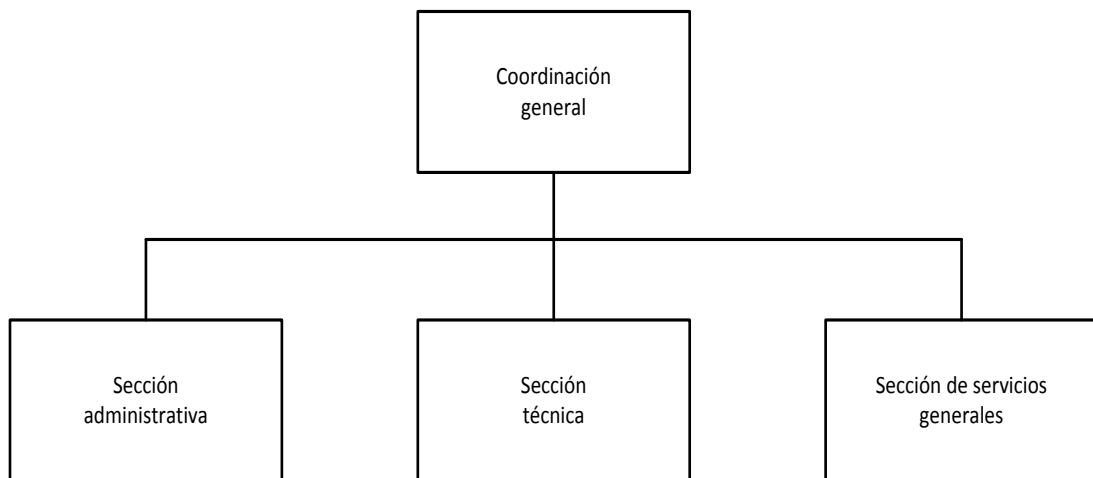 Coordinación
general
Sección
administrativa
Sección
técnica
Sección de servicios
generales